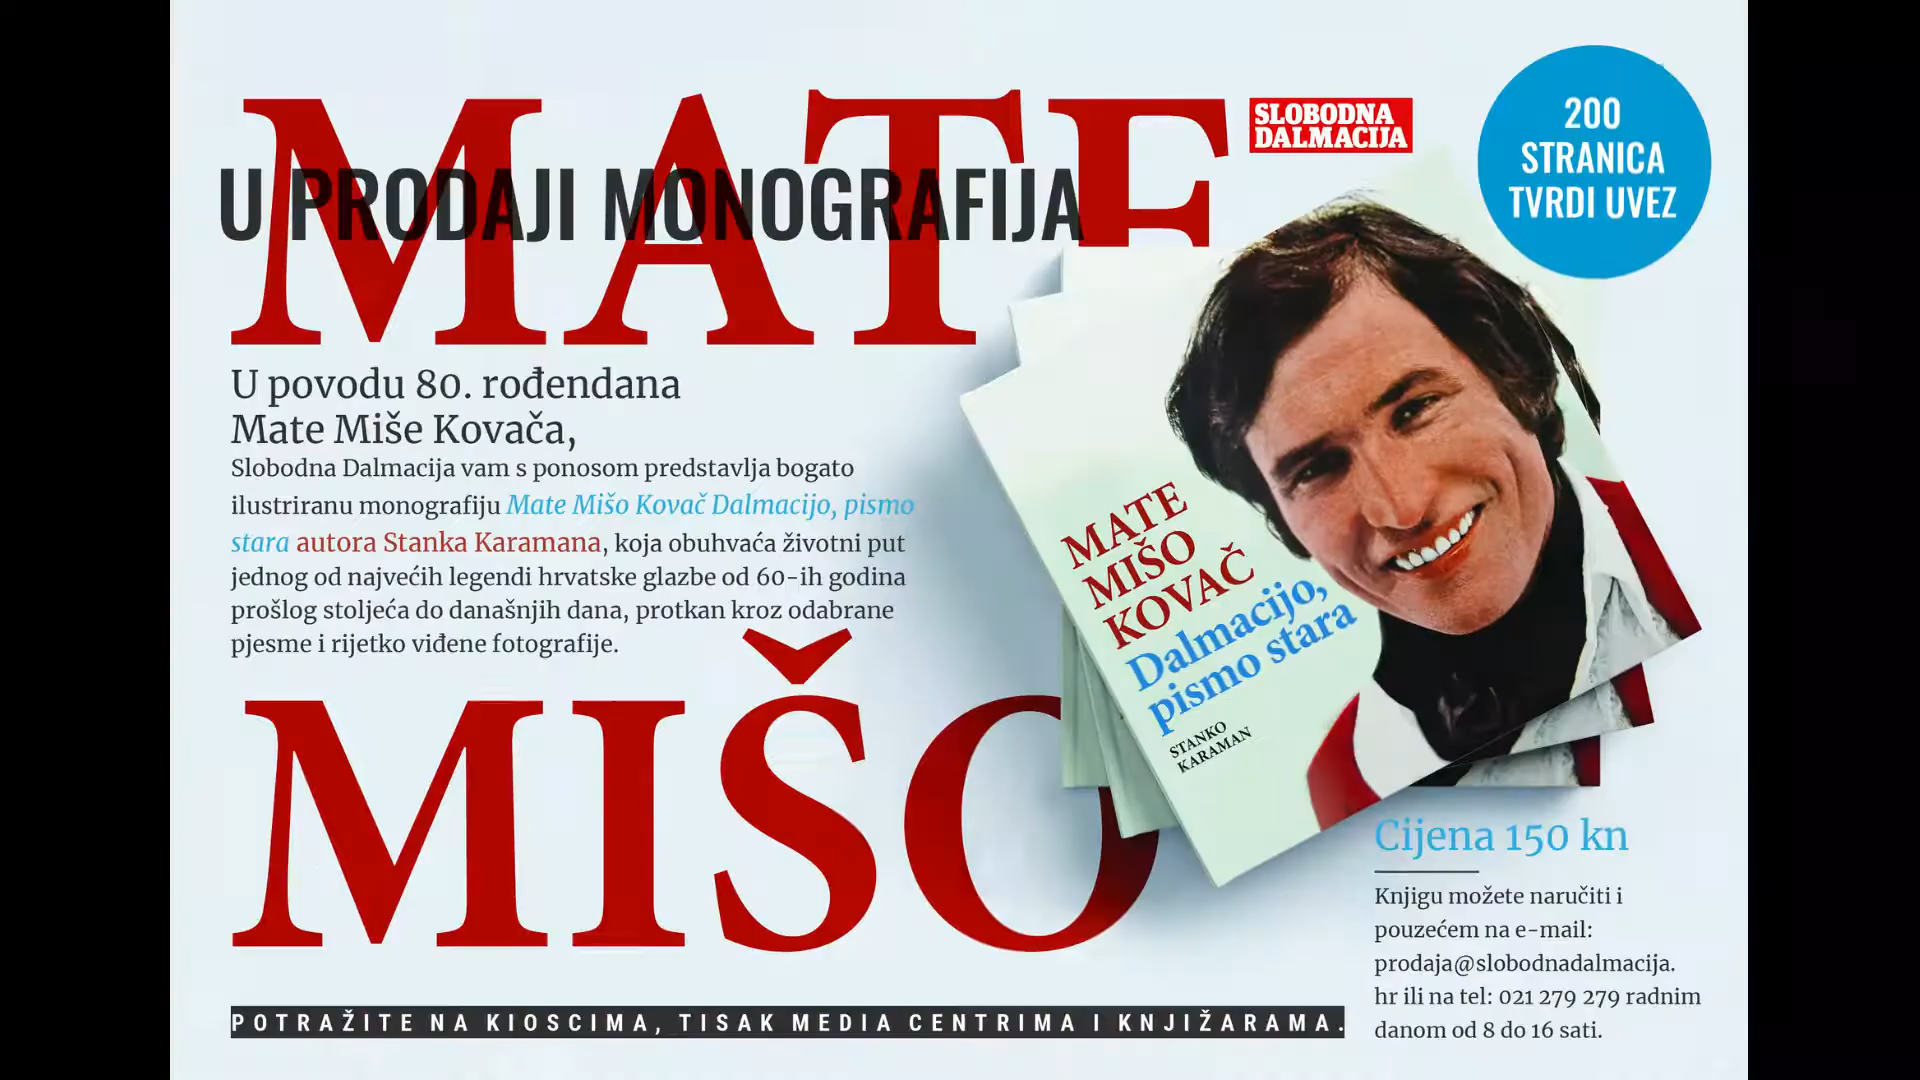 MATE
U PRODAJI MONOGRAFIJA
SLOBODNA
DALMACIJA
200
STRANICA
TVRDI UVEZ
U povodu 80. rođendana
Mate Miše Kovača,
Slobodna Dalmacija vam s ponosom predstavlja bogato
ilustriranu monografiju Mate Mišo Kovač Dalmacijo, pismo
stara autora Stanka Karamana, koja obuhvaća životni put
jednog od najvećih legendi hrvatske glazbe od 60-ih godina
prošlog stoljeća do današnjih dana, protkan kroz odabrane
pjesme i rijetko viđene fotografije.
MATE
MIŠO
KOVAČ
Dalmacijo,
pismo stara
STANKO
KARAMAN
MIŠO
Cijena 150 kn
Knjigu možete naručiti i
pouzećem na e-mail:
prodaja@slobodnadalmacija.
hr ili na tel: 021 279 279 radnim
danom od 8 do 16 sati.
POTRAŽITE NA KIOSCIMA, TISAK MEDIA CENTRIMA I KNJIŽARAMA.